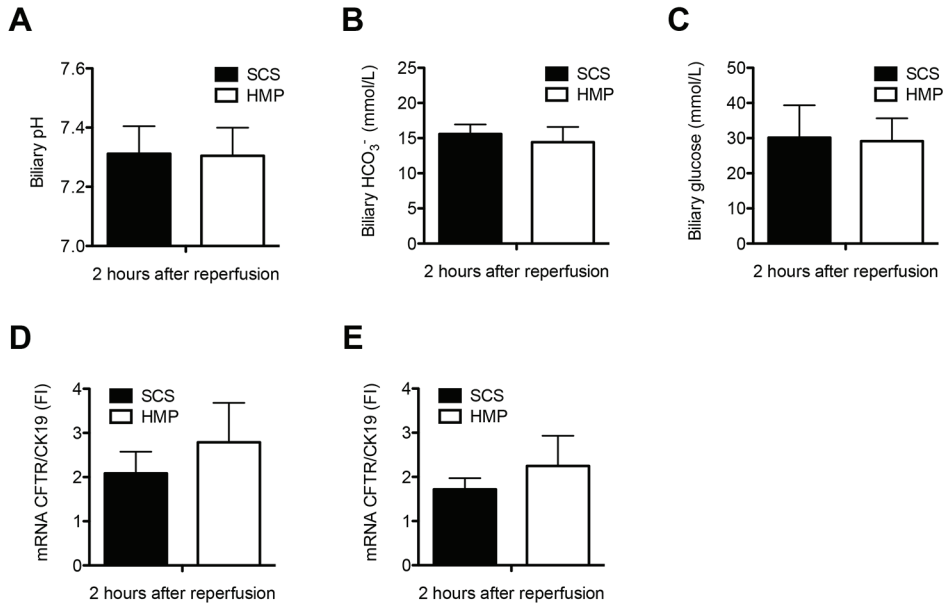 A
Biliary pH
7.6
7.4
7.2
7.0
SCS
HMP
2 hours after reperfusion
B
Biliary HCO3- (mmol/L)
25
20
15
10
5
0
SCS
HMP
2 hours after reperfusion
C
Biliary glucose (mmol/L)
50
40
30
20
10
0
SCS
HMP
2 hours after reperfusion
D
mRNA CFTR/CK19 (FI)
4
3
2
1
0
SCS
HMP
2 hours after reperfusion
E
mRNA CFTR/CK19 (FI)
4
3
2
1
0
SCS
HMP
2 hours after reperfusion